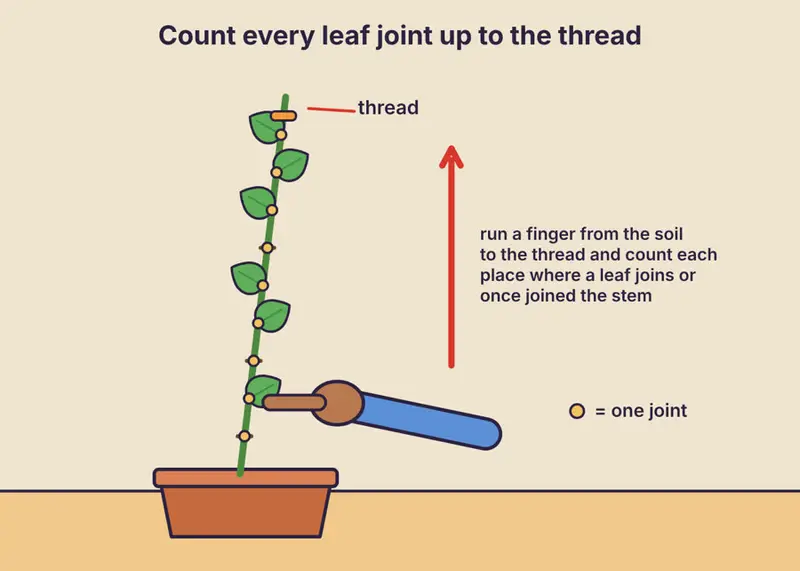 Count every leaf joint up to the thread
thread
run a finger from the soil
to the thread and count each
place where a leaf joins or
once joined the stem
= one joint